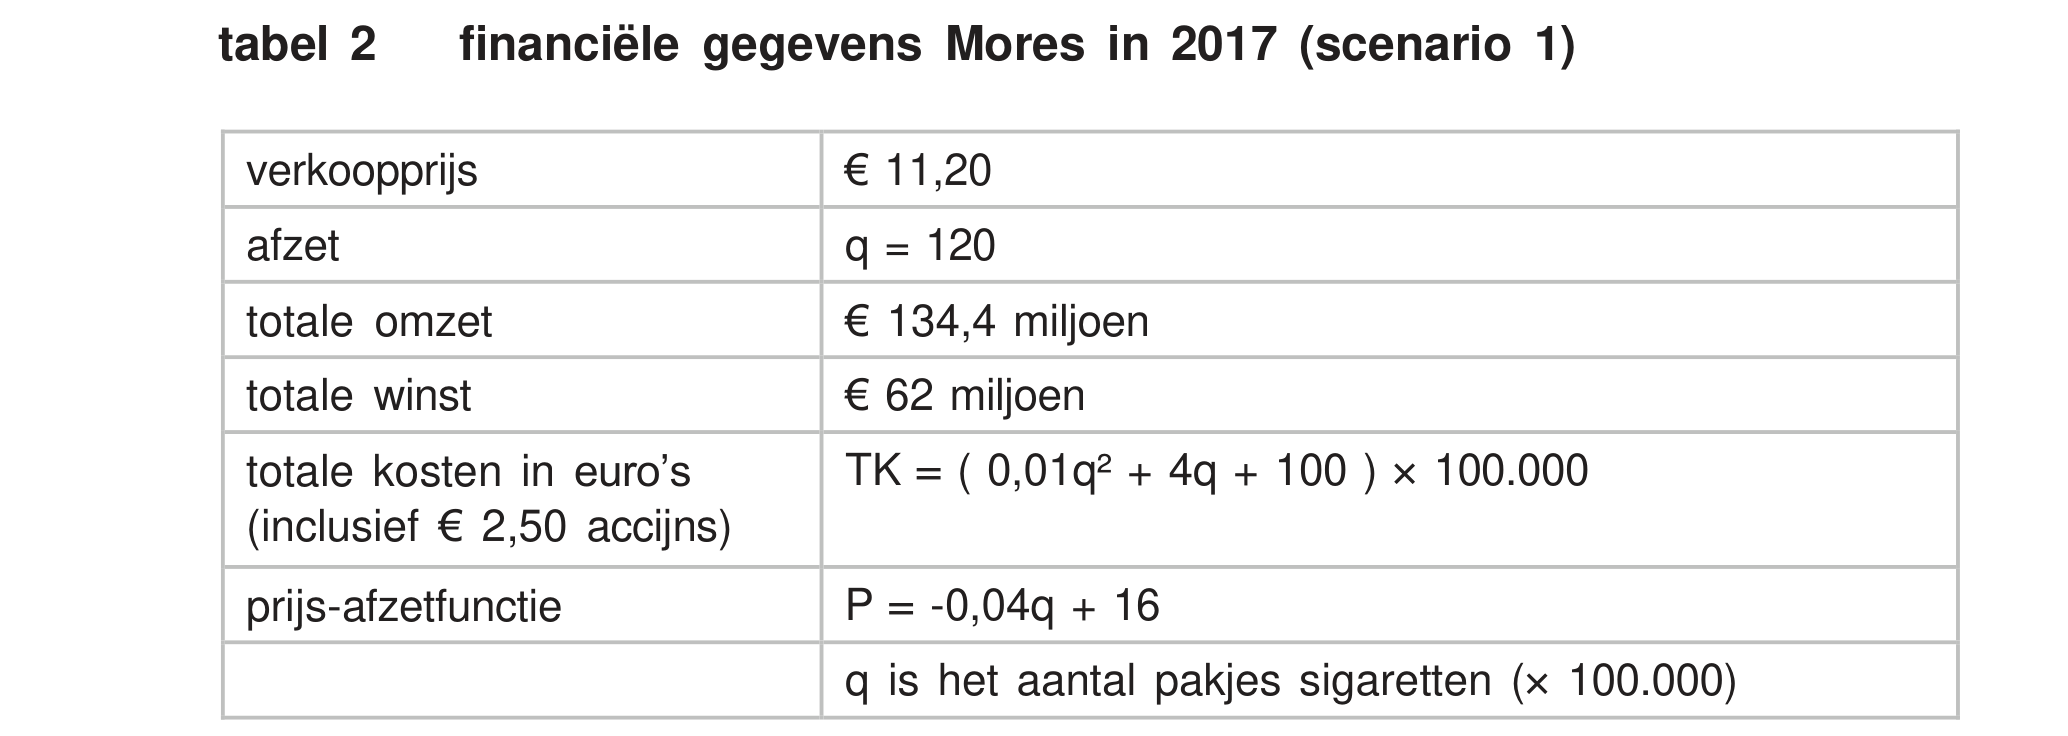 tabel 2 financiële gegevens Mores in 2017 (scenario 1)
verkoopprijs € 11,20
afzet q = 120
totale omzet € 134,4 miljoen
totale winst € 62 miljoen
totale kosten in euro’s TK = ( 0,01q² + 4q + 100 ) × 100.000
(inclusief € 2,50 accijns)
prijs-afzetfunctie P = -0,04q + 16
q is het aantal pakjes sigaretten (× 100.000)